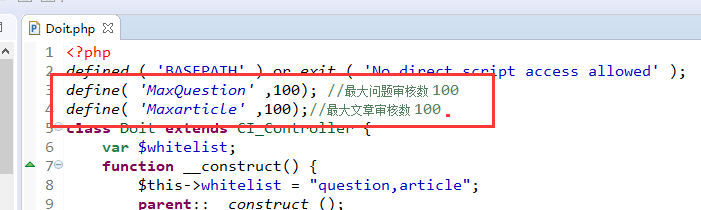 Doit.php
1 <?php
2 defined ( 'BASEPATH' ) or exit ( 'No direct script access allowed' );
3 define( 'MaxQuestion' ,100); //最大问题审核数 100
4 define( 'Maxarticle' ,100);//最大文章审核数 100
5 class Doit extends CI_Controller {
6 var $whitelist;
7 function __construct() {
8 $this->whitelist = "question,article";
9 parent:: __construct ();